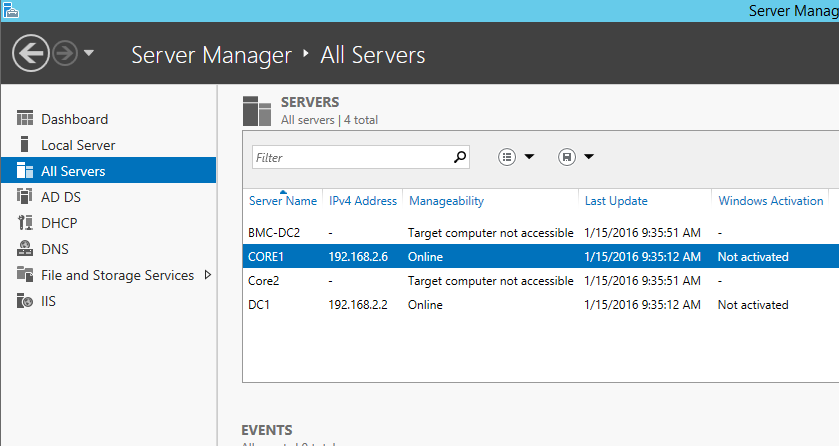 Server Manag
Server Manager ‣ All Servers
Dashboard
Local Server
All Servers
AD DS
DHCP
DNS
File and Storage Services
IIS
SERVERS
All servers | 4 total
Filter
Server Name IPv4 Address Manageability Last Update Windows Activation
BMC-DC2 - Target computer not accessible 1/15/2016 9:35:51 AM -
CORE1 192.168.2.6 Online 1/15/2016 9:35:12 AM Not activated
Core2 - Target computer not accessible 1/15/2016 9:35:51 AM -
DC1 192.168.2.2 Online 1/15/2016 9:35:12 AM Not activated
EVENTS